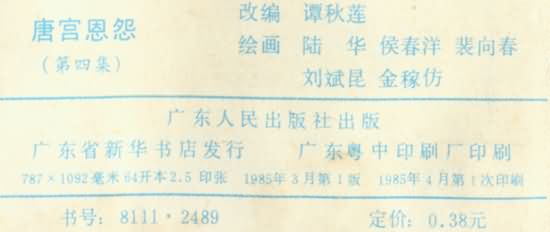 唐宫恩怨
(第四集)
改编 谭秋莲
绘画 陆华 侯春洋 裴向春
刘斌昆 金稼仿
广东人民出版社出版
广东省新华书店发行 广东粤中印刷厂印刷
787×1092毫米64开本2.5印张 1985年3月第1版 1985年4月第1次印刷
书号：8111·2489 定价：0.38元